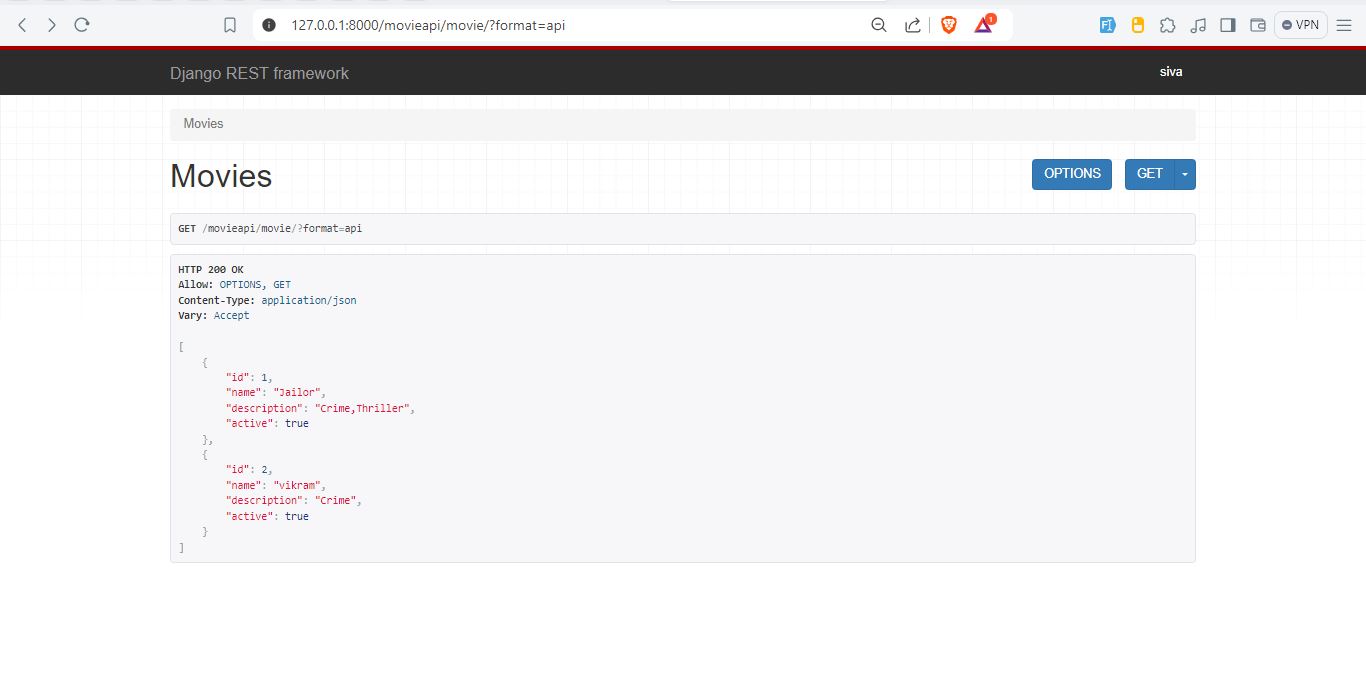 127.0.0.1:8000/movieapi/movie/?format=api
1
VPN
Django REST framework
siva
Movies
Movies
OPTIONS
GET
GET /movieapi/movie/?format=api
HTTP 200 OK
Allow: OPTIONS, GET
Content-Type: application/json
Vary: Accept
[
    {
        "id": 1,
        "name": "Jailor",
        "description": "Crime,Thriller",
        "active": true
    },
    {
        "id": 2,
        "name": "vikram",
        "description": "Crime",
        "active": true
    }
]